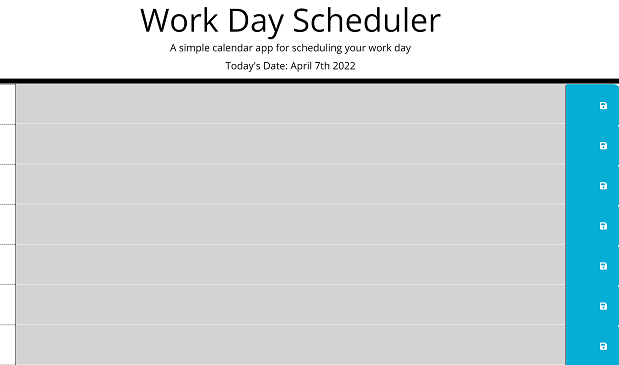 Work Day Scheduler
A simple calendar app for scheduling your work day
Today's Date: April 7th 2022